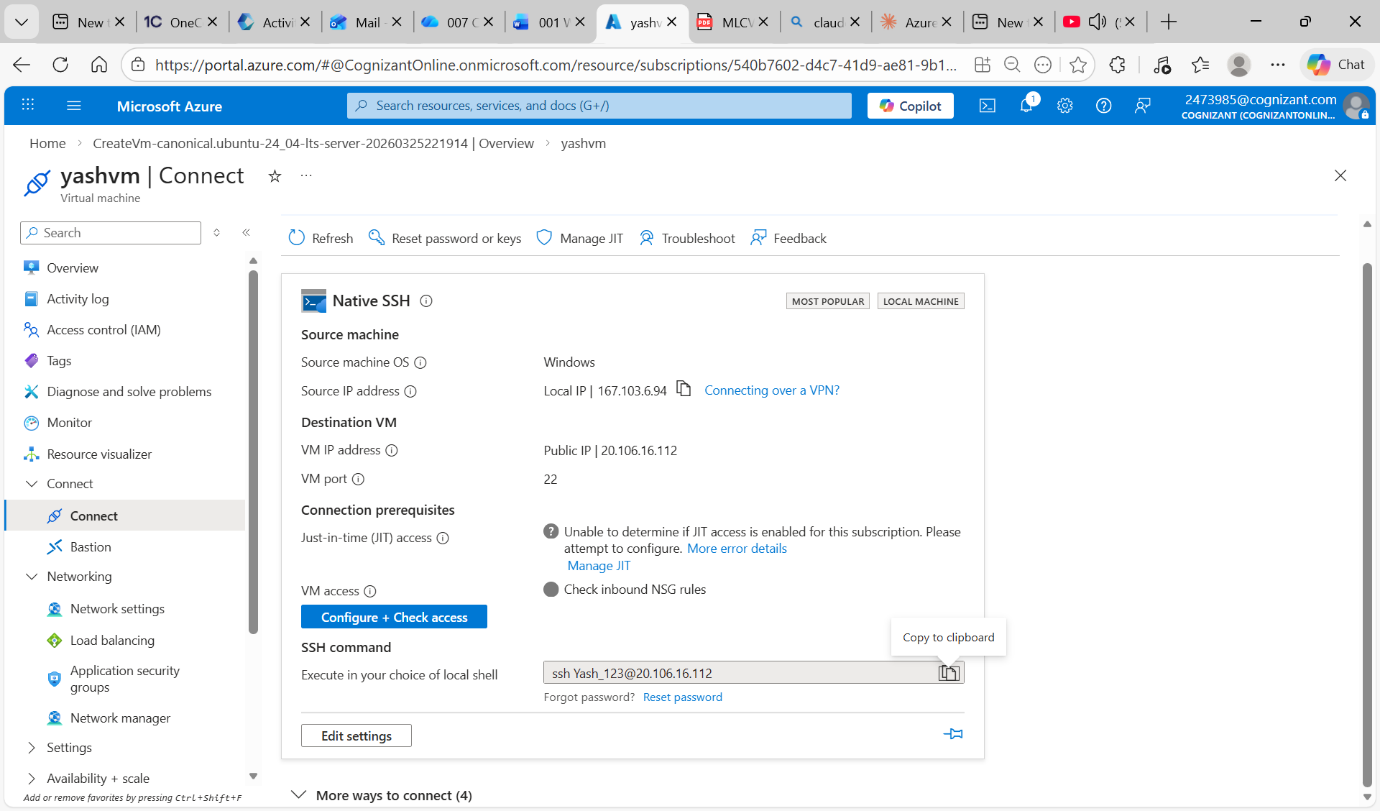 New t
1C OneC
Activi
Mail -
007 C
001 V
yashv
MLCV
claud
Azure
New
(5
https://portal.azure.com/#@CognizantOnline.onmicrosoft.com/resource/subscriptions/540b7602-d4c7-41d9-ae81-9b1...
Chat
Microsoft Azure
Search resources, services, and docs (G+/)
Copilot
1
2473985@cognizant.com
COGNIZANT (COGNIZANTONLIN...
Home > CreateVm-canonical.ubuntu-24_04-lts-server-20260325221914 | Overview > yashvm
yashvm | Connect
Virtual machine
Search
Overview
Activity log
Access control (IAM)
Tags
Diagnose and solve problems
Monitor
Resource visualizer
Connect
Connect
Bastion
Networking
Network settings
Load balancing
Application security
groups
Network manager
Settings
Availability + scale
Add or remove favorites by pressing Ctrl+Shift+F
Refresh
Reset password or keys
Manage JIT
Troubleshoot
Feedback
Native SSH
MOST POPULAR
LOCAL MACHINE
Source machine
Source machine OS Windows
Source IP address Local IP | 167.103.6.94 Connecting over a VPN?
Destination VM
VM IP address Public IP | 20.106.16.112
VM port 22
Connection prerequisites
Just-in-time (JIT) access Unable to determine if JIT access is enabled for this subscription. Please
attempt to configure. More error details
Manage JIT
VM access Check inbound NSG rules
Configure + Check access
Copy to clipboard
SSH command
Execute in your choice of local shell ssh Yash_123@20.106.16.112
Forgot password? Reset password
Edit settings
More ways to connect (4)